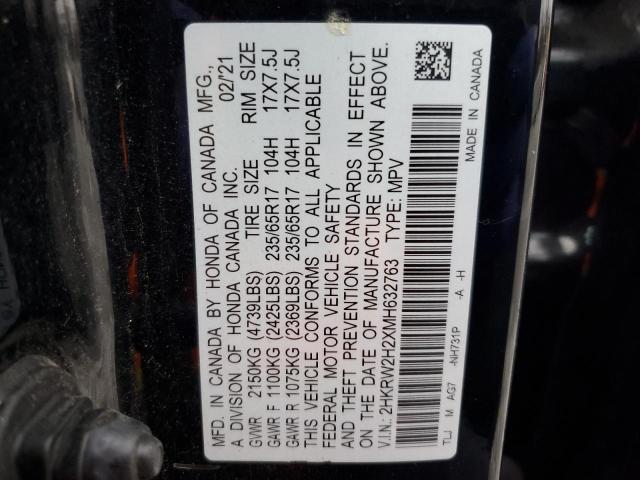 MFD. IN CANADA BY HONDA OF CANADA MFG.,
A DIVISION OF HONDA CANADA INC. 02/21
GVWR 2150KG (4739LBS) TIRE SIZE RIM SIZE
GAWR F 1100KG (2425LBS) 235/65R17 104H 17X7.5J
GAWR R 1075KG (2369LBS) 235/65R17 104H 17X7.5J
THIS VEHICLE CONFORMS TO ALL APPLICABLE
FEDERAL MOTOR VEHICLE SAFETY
AND THEFT PREVENTION STANDARDS IN EFFECT
ON THE DATE OF MANUFACTURE SHOWN ABOVE.
V.I.N.: 2HKRW2H2XMH632763 TYPE: MPV
TLJ M AG7 -NH731P -A -H MADE IN CANADA